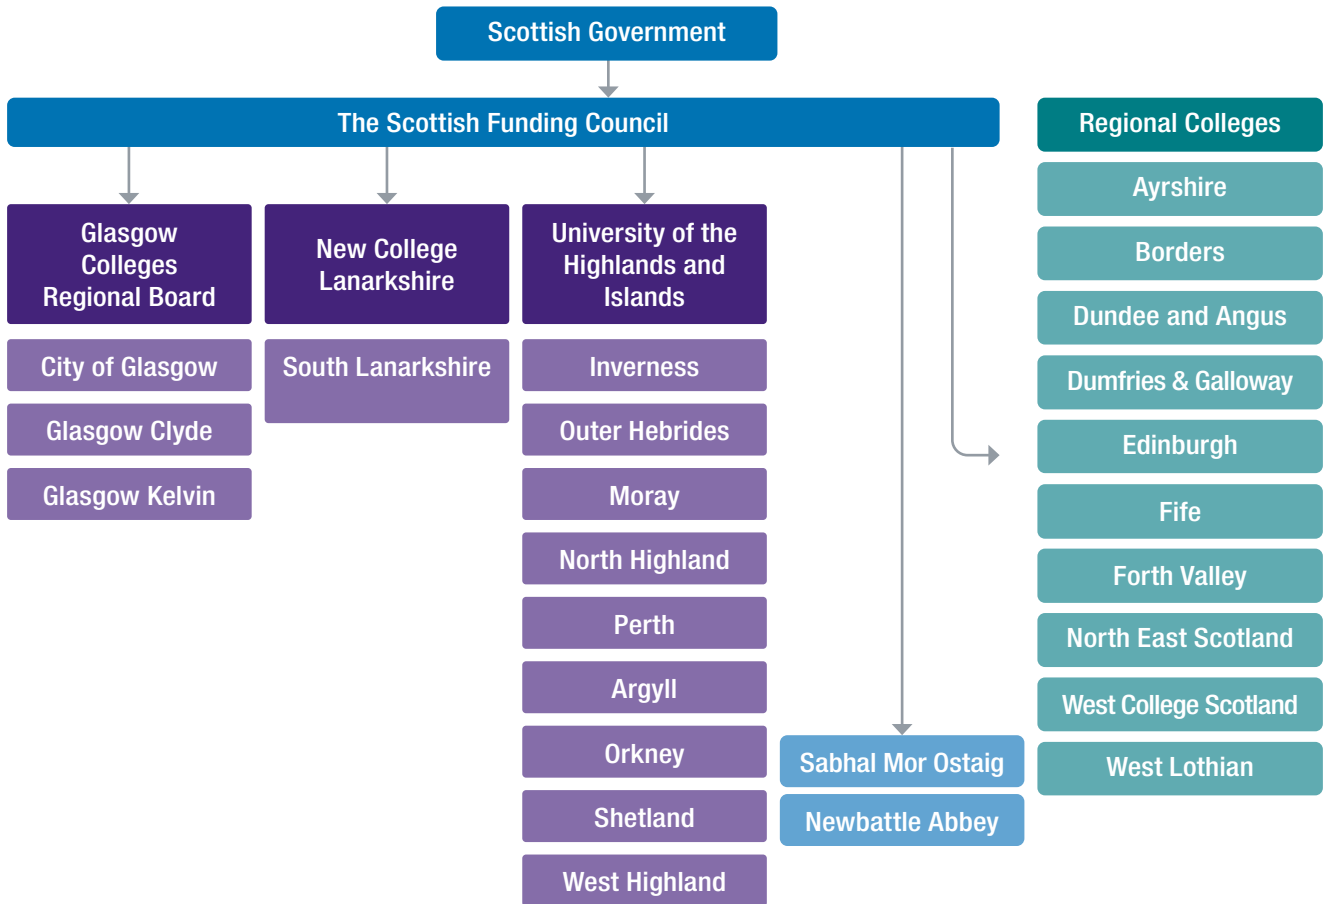 Scottish Government
The Scottish Funding Council
Glasgow
Colleges
Regional Board
City of Glasgow
Glasgow Clyde
Glasgow Kelvin
New College
Lanarkshire
South Lanarkshire
University of the
Highlands and
Islands
Inverness
Outer Hebrides
Moray
North Highland
Perth
Argyll
Orkney
Shetland
West Highland
Sabhal Mor Ostaig
Newbattle Abbey
Regional Colleges
Ayrshire
Borders
Dundee and Angus
Dumfries & Galloway
Edinburgh
Fife
Forth Valley
North East Scotland
West College Scotland
West Lothian